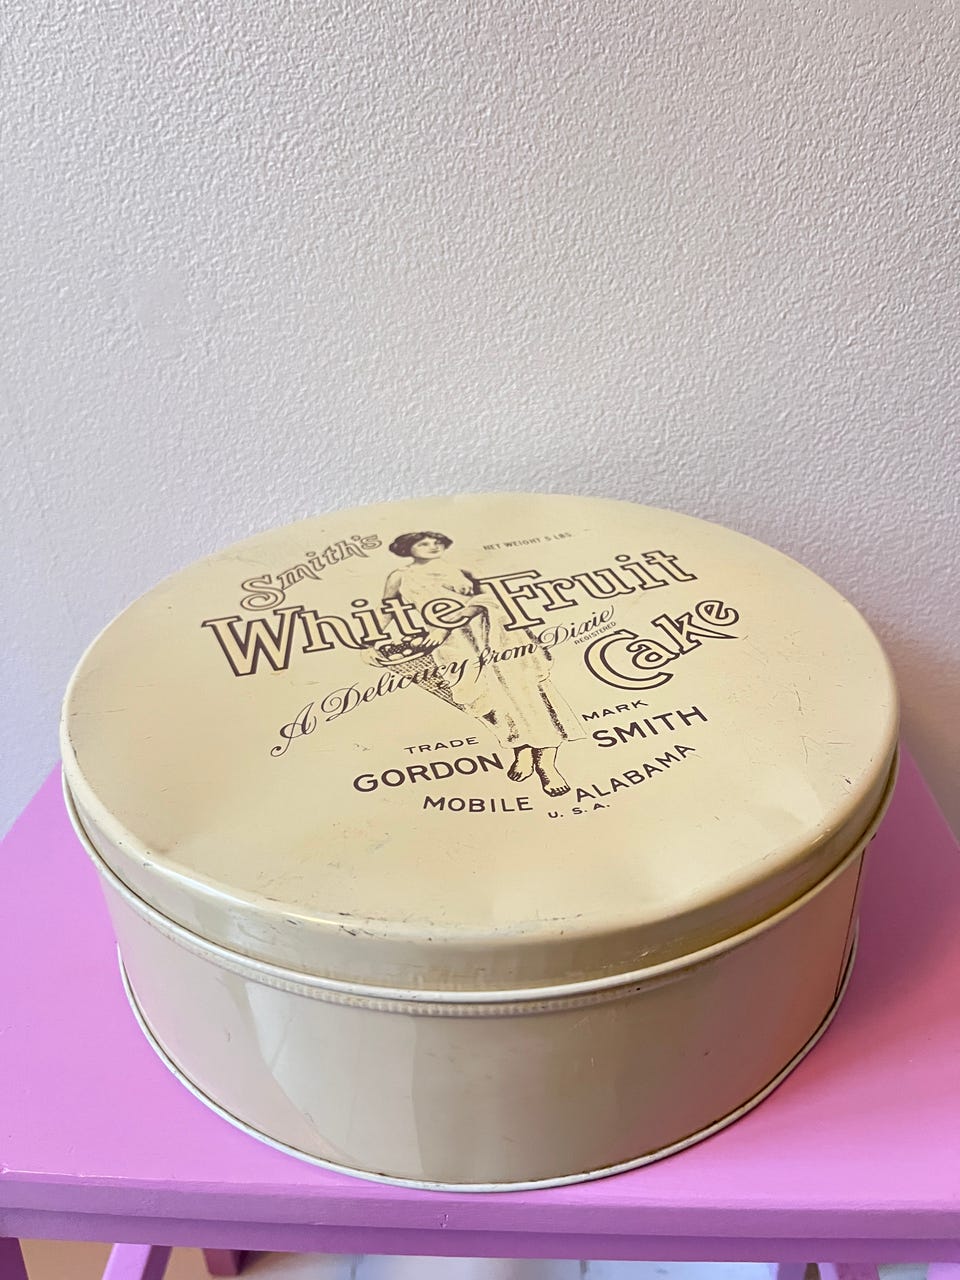 Smith's
NET WEIGHT 5 LBS.
White Fruit
Cake
A Delicacy from Dixie
REGISTERED
TRADE MARK
GORDON SMITH
MOBILE ALABAMA
U. S. A.